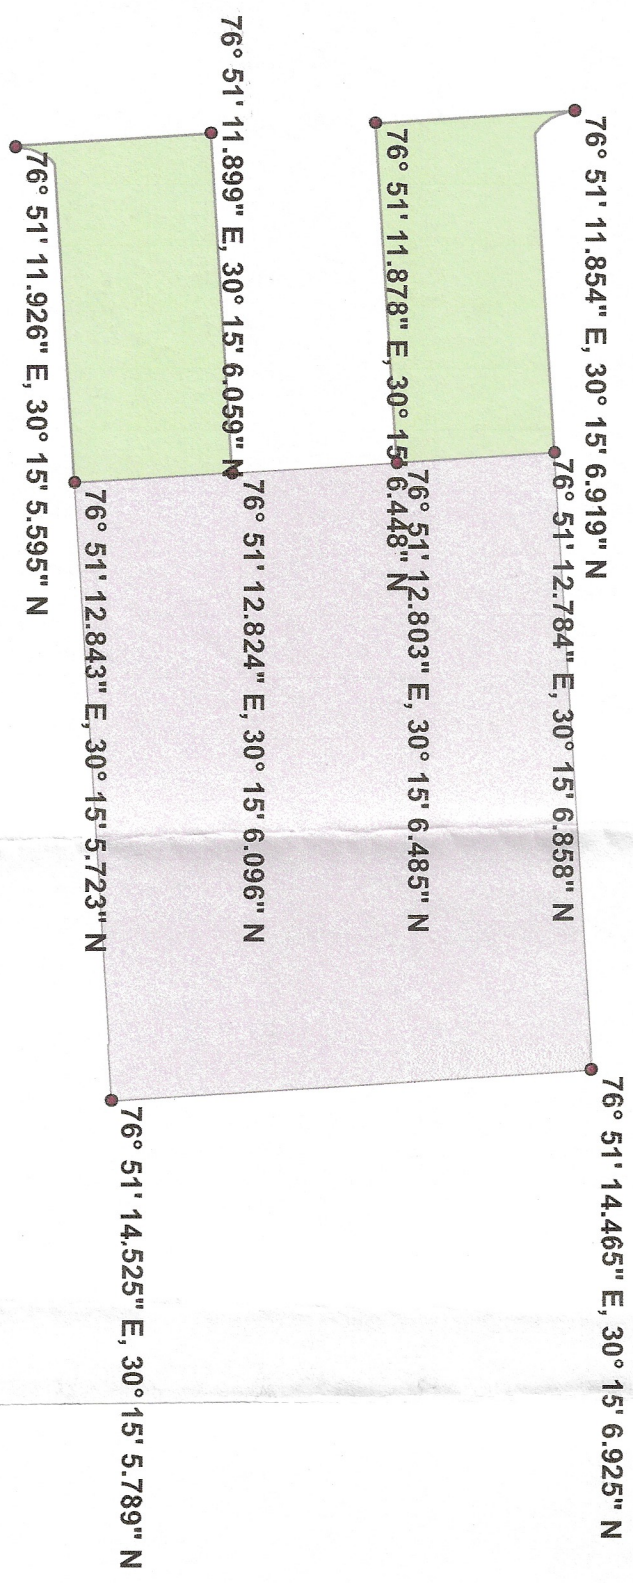 76° 51' 14.465" E, 30° 15' 6.925" N
76° 51' 11.854" E, 30° 15' 6.919" N
76° 51' 12.784" E, 30° 15' 6.858" N
76° 51' 12.803" E, 30° 15' 6.485" N
76° 51' 11.878" E, 30° 15' 6.448" N
76° 51' 12.824" E, 30° 15' 6.096" N
76° 51' 11.899" E, 30° 15' 6.059" N
76° 51' 14.525" E, 30° 15' 5.789" N
76° 51' 12.843" E, 30° 15' 5.723" N
76° 51' 11.926" E, 30° 15' 5.595" N